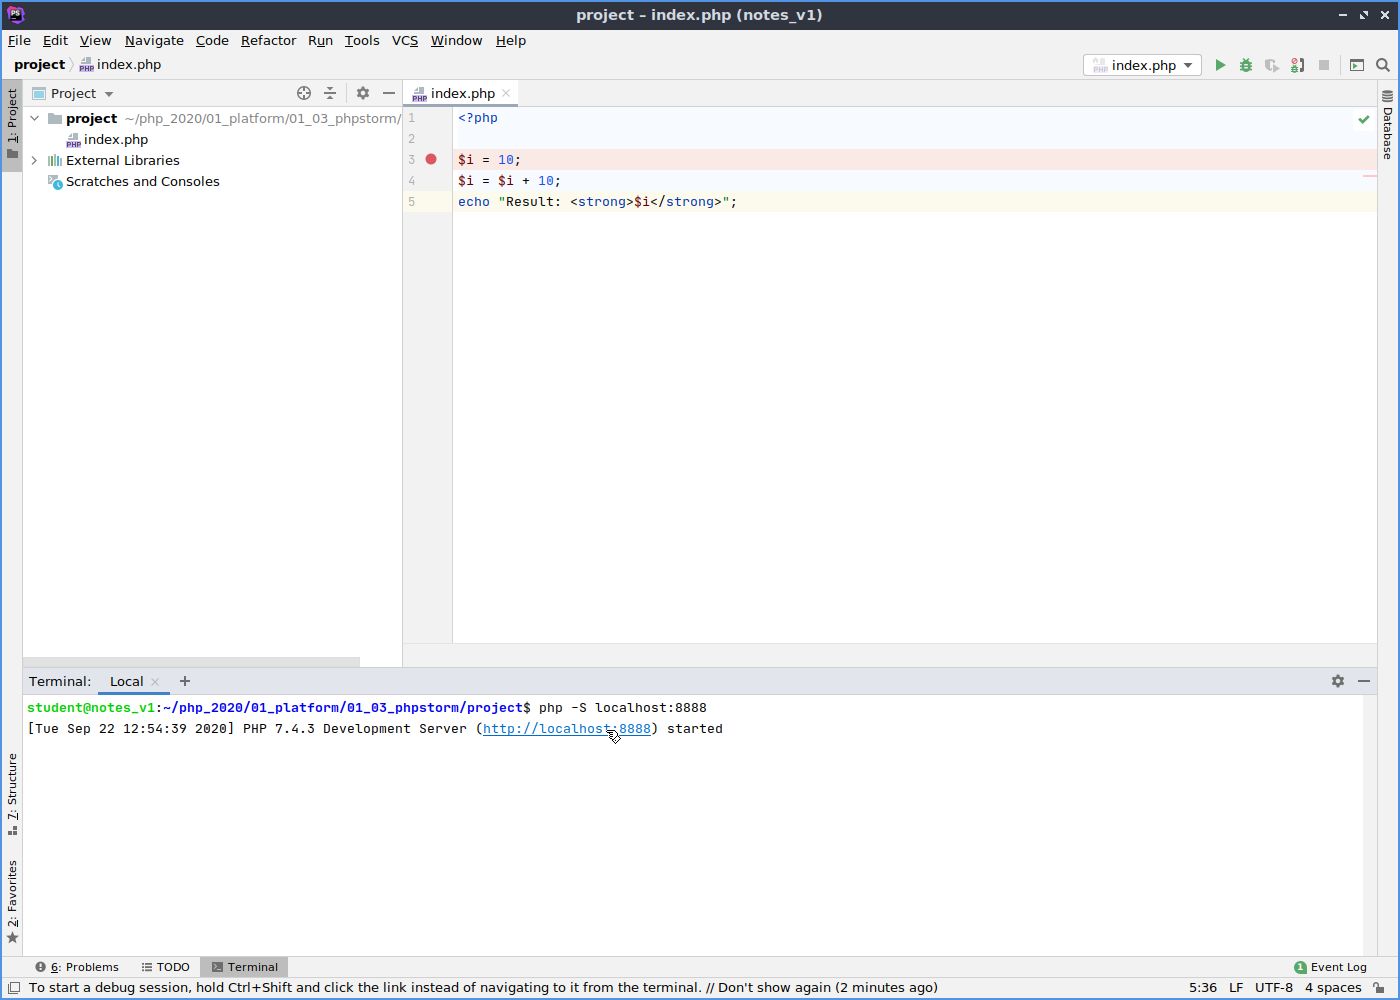 project – index.php (notes_v1)
File Edit View Navigate Code Refactor Run Tools VCS Window Help
project index.php
index.php
1: Project
Project
project ~/php_2020/01_platform/01_03_phpstorm/
index.php
External Libraries
Scratches and Consoles
index.php
1 <?php
2
3 $i = 10;
4 $i = $i + 10;
5 echo "Result: <strong>$i</strong>";
Database
Terminal: Local
student@notes_v1:~/php_2020/01_platform/01_03_phpstorm/project$ php -S localhost:8888
[Tue Sep 22 12:54:39 2020] PHP 7.4.3 Development Server (http://localhost:8888) started
7: Structure
2: Favorites
6: Problems TODO Terminal
1 Event Log
To start a debug session, hold Ctrl+Shift and click the link instead of navigating to it from the terminal. // Don't show again (2 minutes ago)
5:36 LF UTF-8 4 spaces